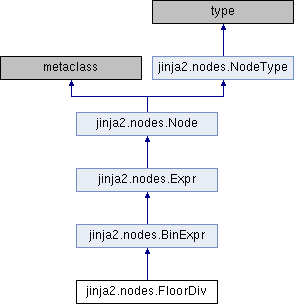 type
metaclass
jinja2.nodes.NodeType
jinja2.nodes.Node
jinja2.nodes.Expr
jinja2.nodes.BinExpr
jinja2.nodes.FloorDiv